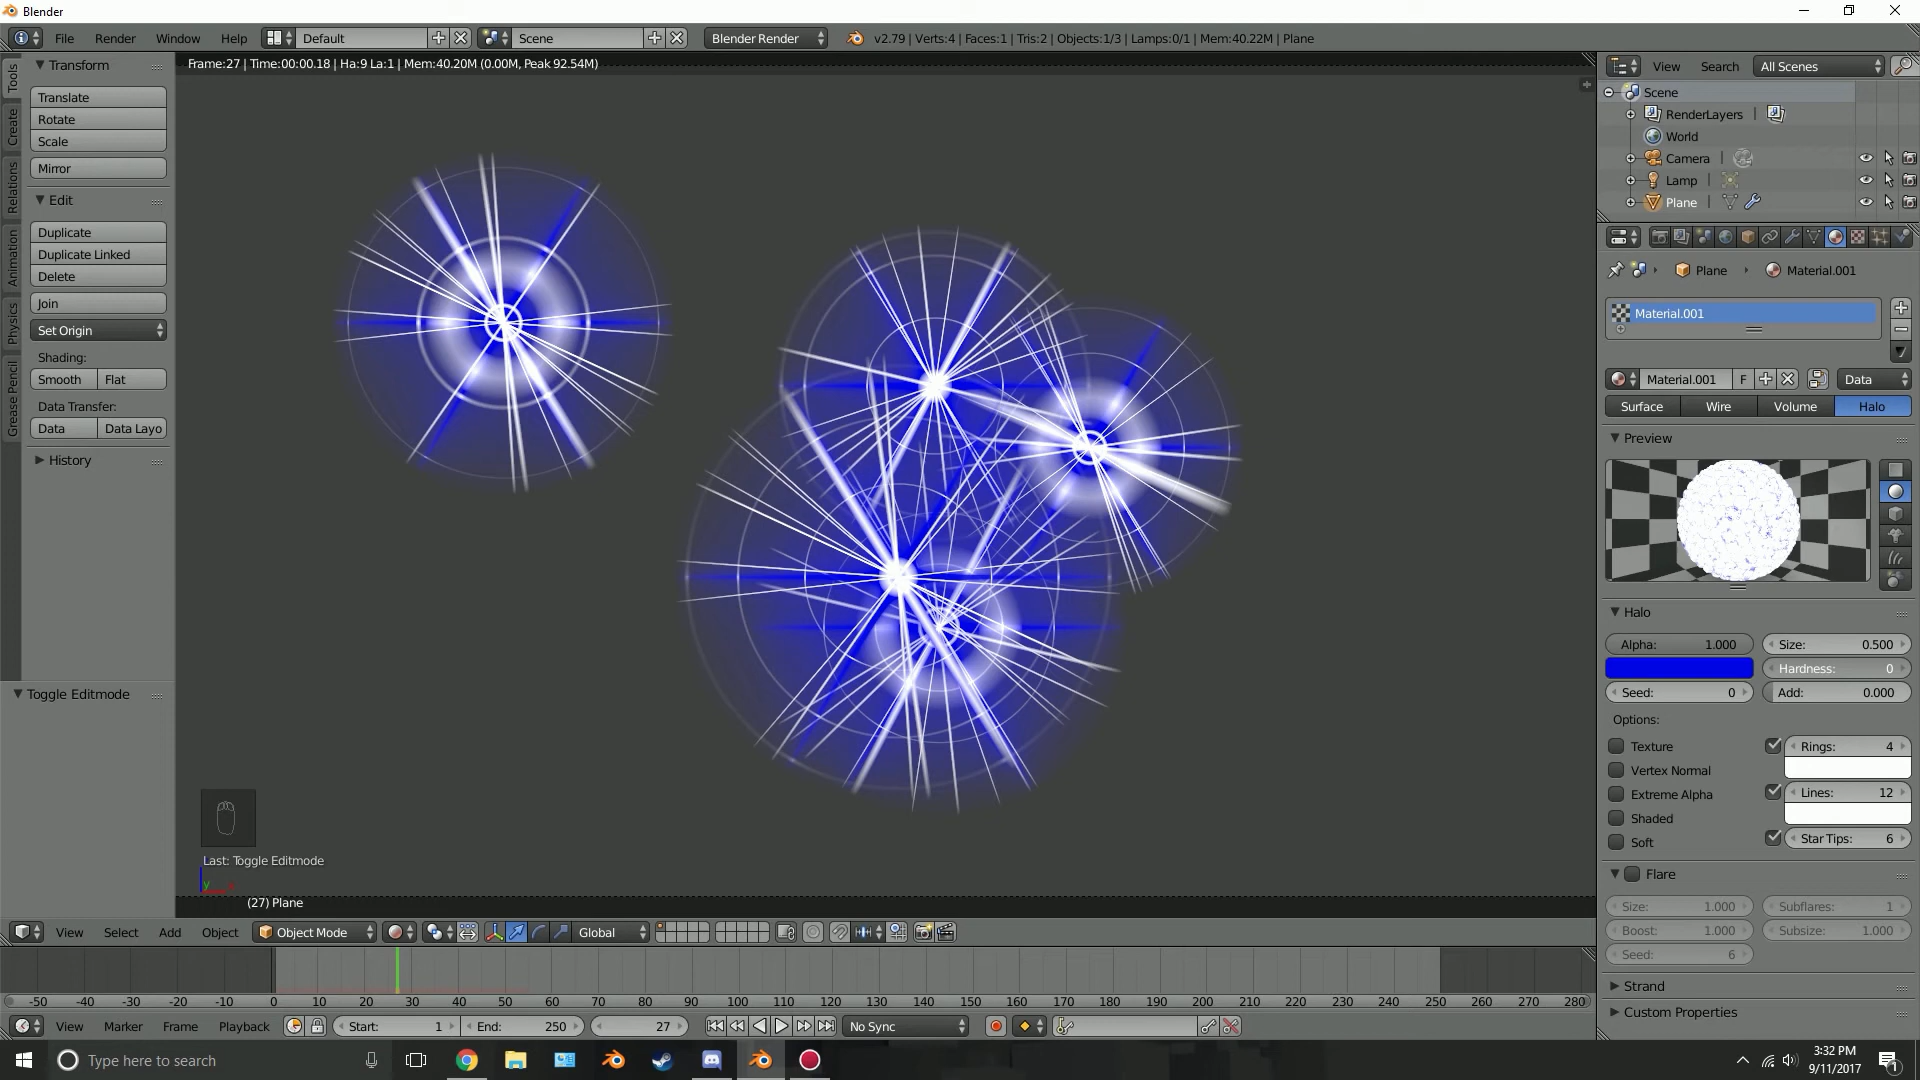 Blender
File Render Window Help Default Scene Blender Render v2.79 | Verts:4 | Faces:1 | Tris:2 | Objects:1/3 | Lamps:0/1 | Mem:40.22M | Plane
Frame:27 | Time:00:00.18 | Ha:9 La:1 | Mem:40.20M (0.00M, Peak 92.54M)
Tools
Create
Relations
Animation
Physics
Grease Pencil
Transform
Translate
Rotate
Scale
Mirror
Edit
Duplicate
Duplicate Linked
Delete
Join
Set Origin
Shading:
Smooth Flat
Data Transfer:
Data Data Layo
History
Toggle Editmode
Last: Toggle Editmode
(27) Plane
View Search All Scenes
Scene
RenderLayers
World
Camera
Lamp
Plane
Plane Material.001
Material.001
Material.001 F Data
Surface Wire Volume Halo
Preview
Halo
Alpha: 1.000 Size: 0.500
Hardness: 0
Seed: 0 Add: 0.000
Options:
Texture Rings: 4
Vertex Normal
Extreme Alpha Lines: 12
Shaded
Soft Star Tips: 6
Flare
Size: 1.000 Subflares: 1
Boost: 1.000 Subsize: 1.000
Seed: 6
Strand
Custom Properties
View Select Add Object Object Mode Global
-50 -40 -30 -20 -10 0 10 20 30 40 50 60 70 80 90 100 110 120 130 140 150 160 170 180 190 200 210 220 230 240 250 260 270 280
View Marker Frame Playback Start: 1 End: 250 27 No Sync
Type here to search
3:32 PM
9/11/2017
1